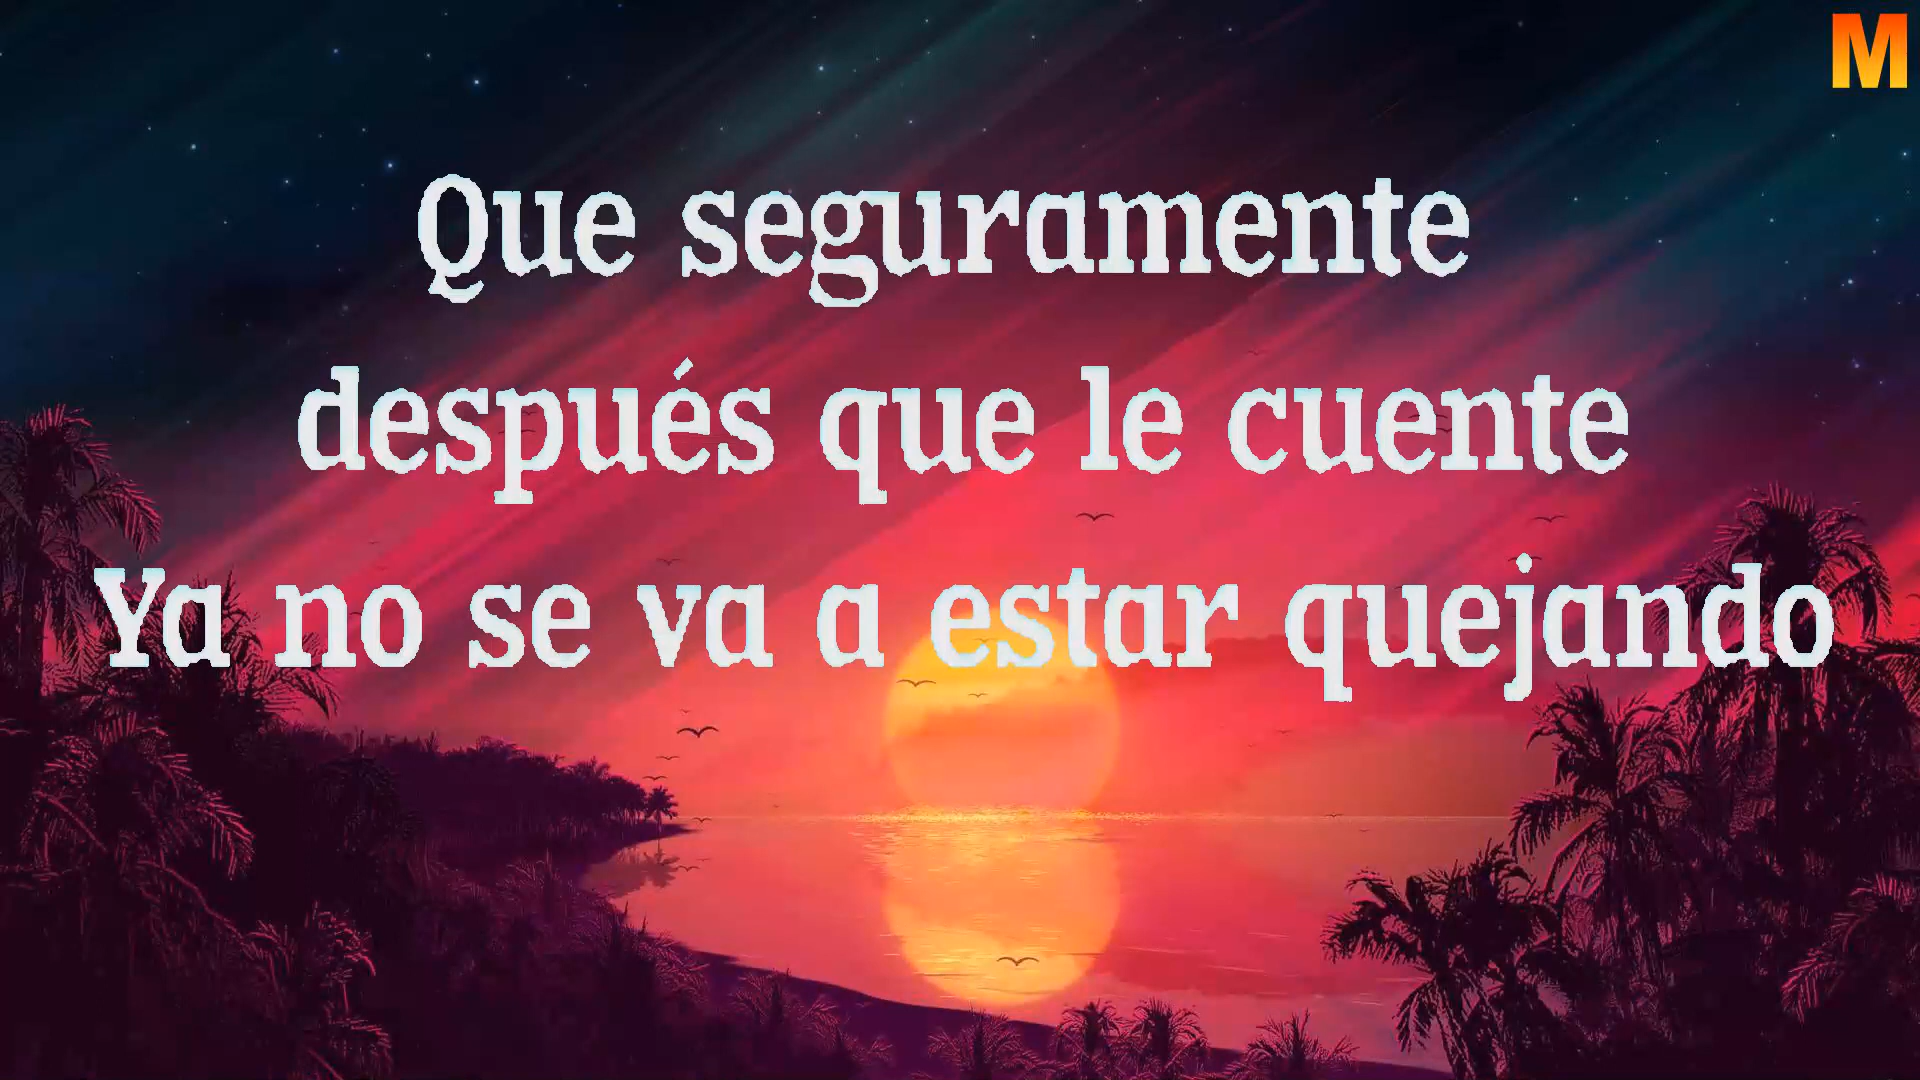 M
Que seguramente
después que le cuente
Ya no se va a estar quejando